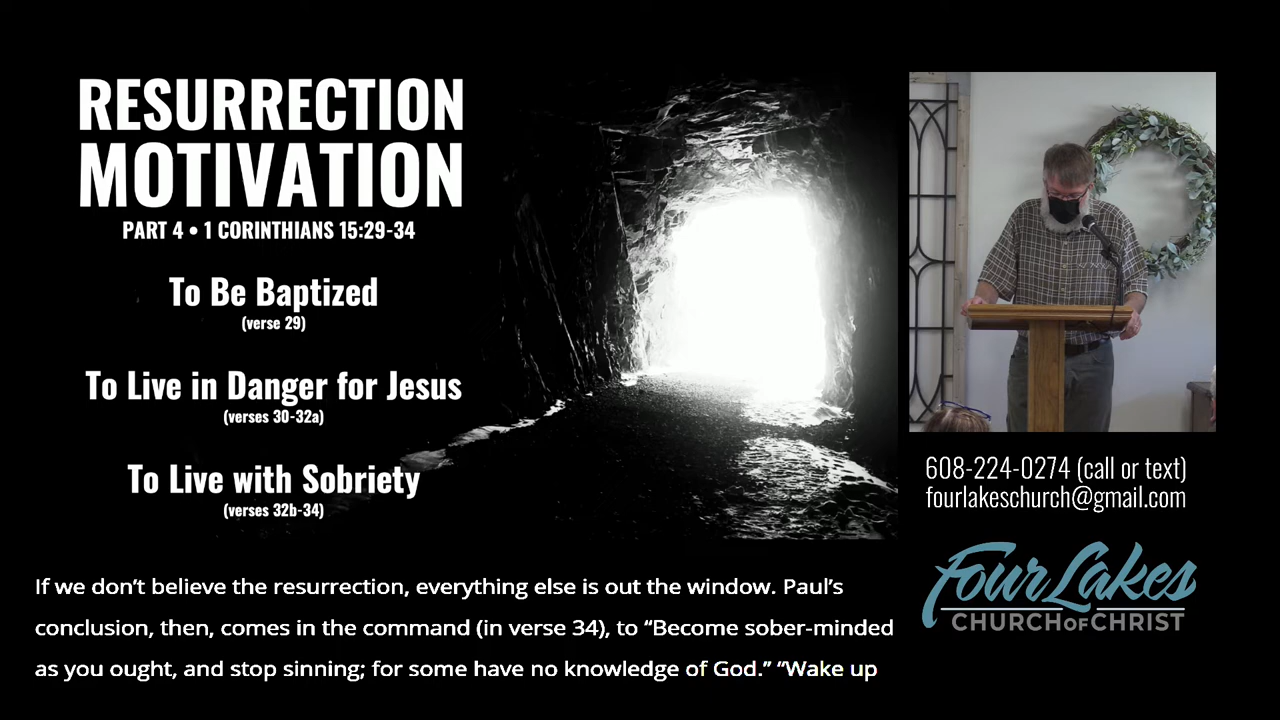 RESURRECTION
MOTIVATION
PART 4 • 1 CORINTHIANS 15:29-34
To Be Baptized
(verse 29)
To Live in Danger for Jesus
(verses 30-32a)
To Live with Sobriety
(verses 32b-34)
If we don’t believe the resurrection, everything else is out the window. Paul’s
conclusion, then, comes in the command (in verse 34), to “Become sober-minded
as you ought, and stop sinning; for some have no knowledge of God.” “Wake up
608-224-0274 (call or text)
fourlakeschurch@gmail.com
Four Lakes
CHURCH OF CHRIST